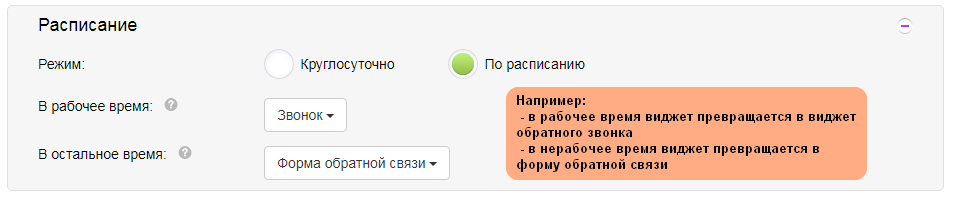 Расписание
Режим:
Круглосуточно
По расписанию
В рабочее время: ?
Звонок
В остальное время: ?
Форма обратной связи
Например:
- в рабочее время виджет превращается в виджет
обратного звонка
- в нерабочее время виджет превращается в
форму обратной связи